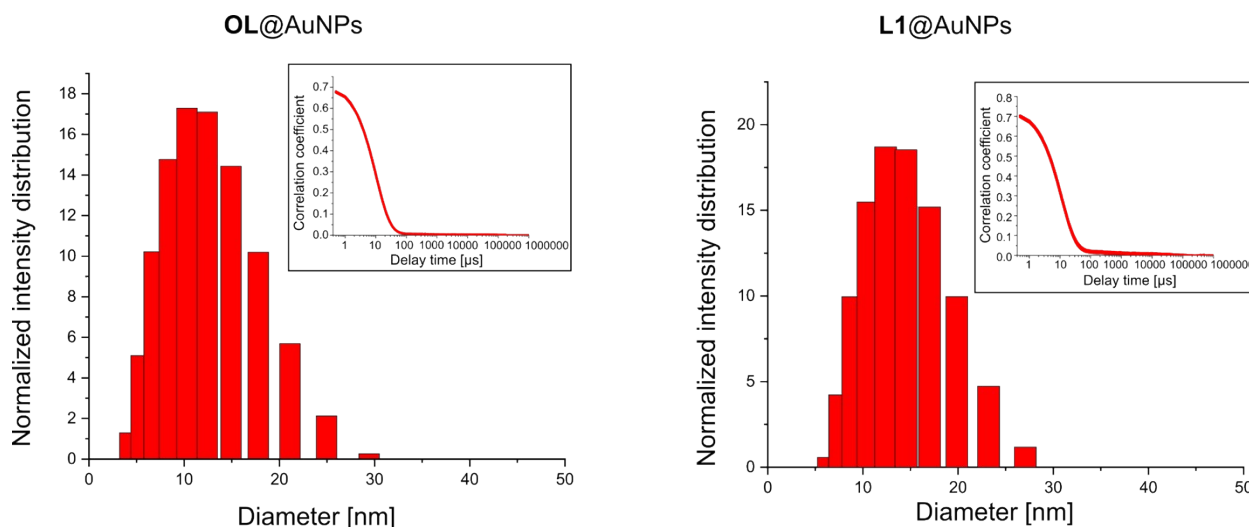 OL@AuNPs
Normalized intensity distribution
18
16
14
12
10
8
6
4
2
0
0 10 20 30 40 50
Diameter [nm]
Correlation coefficient
0.7
0.6
0.5
0.4
0.3
0.2
0.1
0.0
1 10 100 1000 10000 100000 1000000
Delay time [µs]
L1@AuNPs
Normalized intensity distribution
20
15
10
5
0
0 10 20 30 40 50
Diameter [nm]
Correlation coefficient
0.8
0.7
0.6
0.5
0.4
0.3
0.2
0.1
0.0
1 10 100 1000 10000 100000 1000000
Delay time [µs]